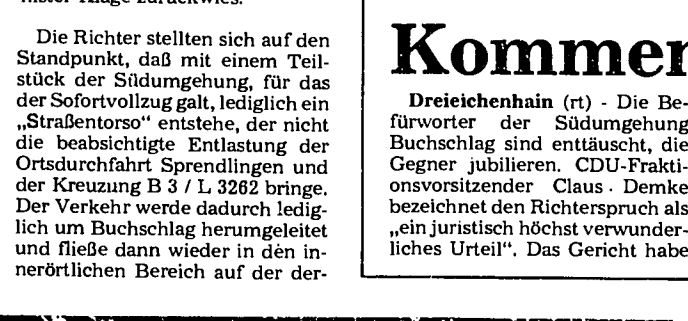 Die Richter stellten sich auf den
Standpunkt, daß mit einem Teil-
stück der Südumgehung, für das
der Sofortvollzug galt, lediglich ein
„Straßentorso“ entstehe, der nicht
die beabsichtigte Entlastung der
Ortsdurchfahrt Sprendlingen und
der Kreuzung B 3 / L 3262 bringe.
Der Verkehr werde dadurch ledig-
lich um Buchschlag herumgeleitet
und fließe dann wieder in den in-
nerörtlichen Bereich auf der der-
Kommen
Dreieichenhain (rt) - Die Be-
fürworter der Südumgehung
Buchschlag sind enttäuscht, die
Gegner jubilieren. CDU-Frakti-
onsvorsitzender Claus Demke
bezeichnet den Richterspruch als
„ein juristisch höchst verwunder-
liches Urteil“. Das Gericht habe